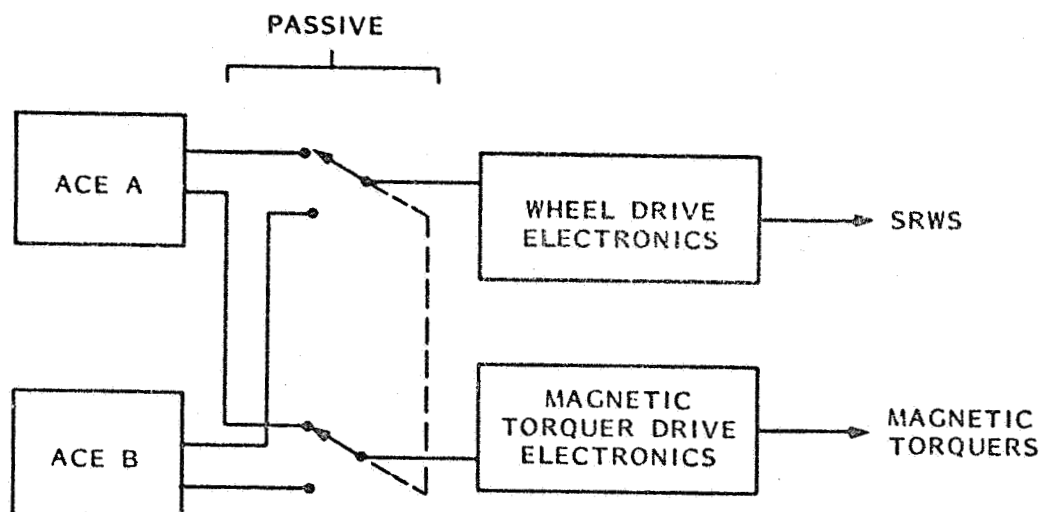 PASSIVE
ACE A
WHEEL DRIVE
ELECTRONICS
SRWS
ACE B
MAGNETIC
TORQUER DRIVE
ELECTRONICS
MAGNETIC
TORQUERS